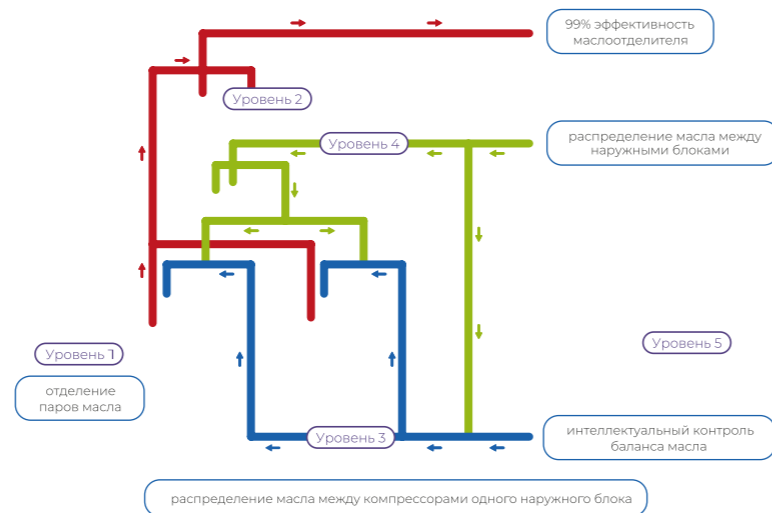 99% эффективность
маслоотделителя
Уровень 2
Уровень 4
распределение масла между
наружными блоками
Уровень 1
отделение
паров масла
Уровень 5
Уровень 3
интеллектуальный контроль
баланса масла
распределение масла между компрессорами одного наружного блока